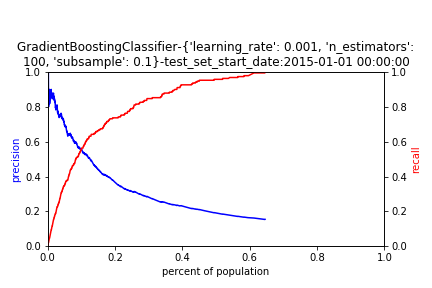 GradientBoostingClassifier-{'learning_rate': 0.001, 'n_estimators':
100, 'subsample': 0.1}-test_set_start_date:2015-01-01 00:00:00
1.0
0.8
0.6
0.4
0.2
0.0
precision
1.0
0.8
0.6
0.4
0.2
0.0
recall
0.0 0.2 0.4 0.6 0.8 1.0
percent of population